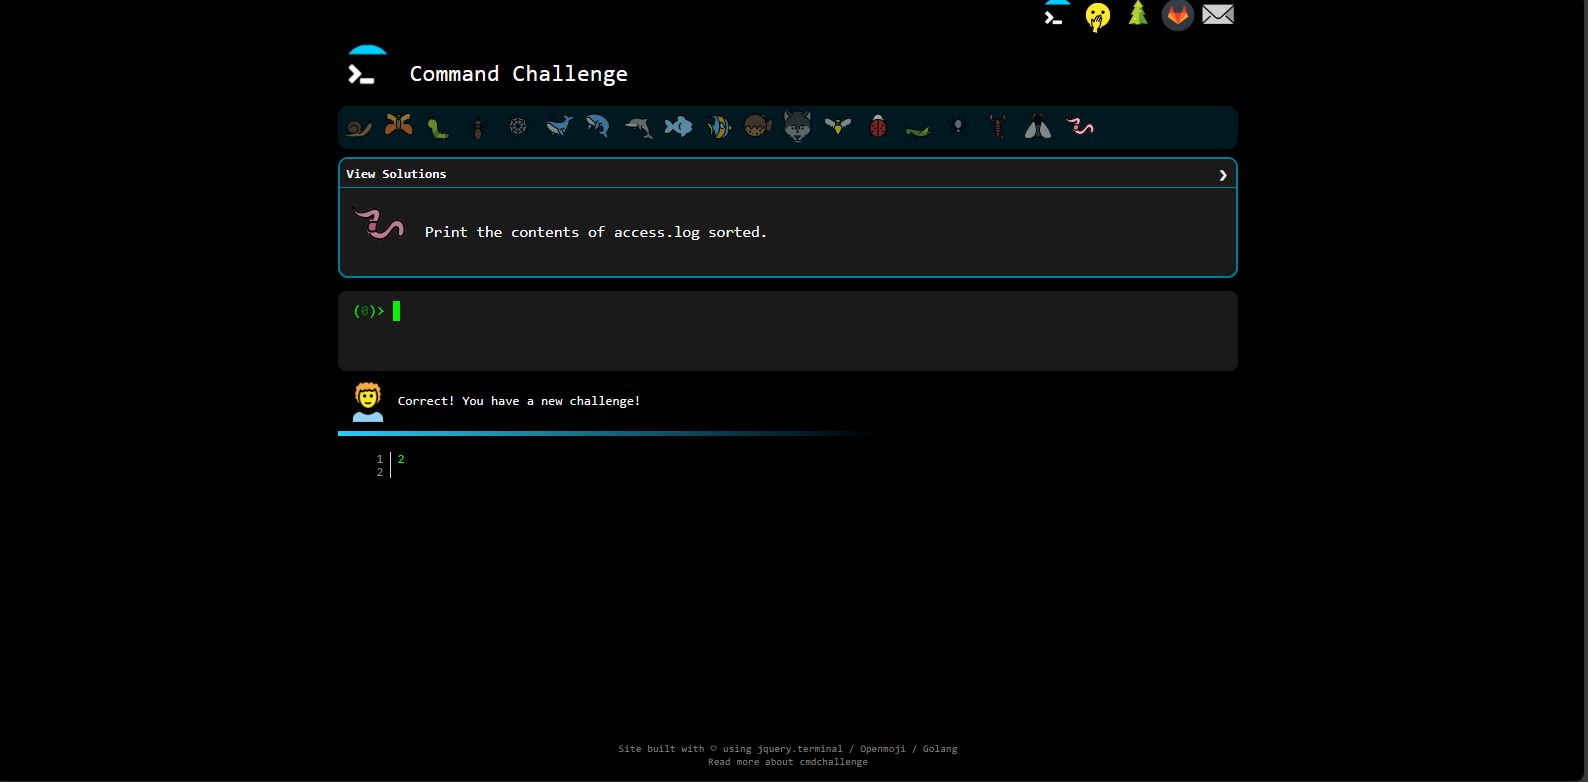 Command Challenge
View Solutions ❯
Print the contents of access.log sorted.
(0)>
Correct! You have a new challenge!
1 2
2
Site built with ♡ using jquery.terminal / Openmoji / Golang
Read more about cmdchallenge